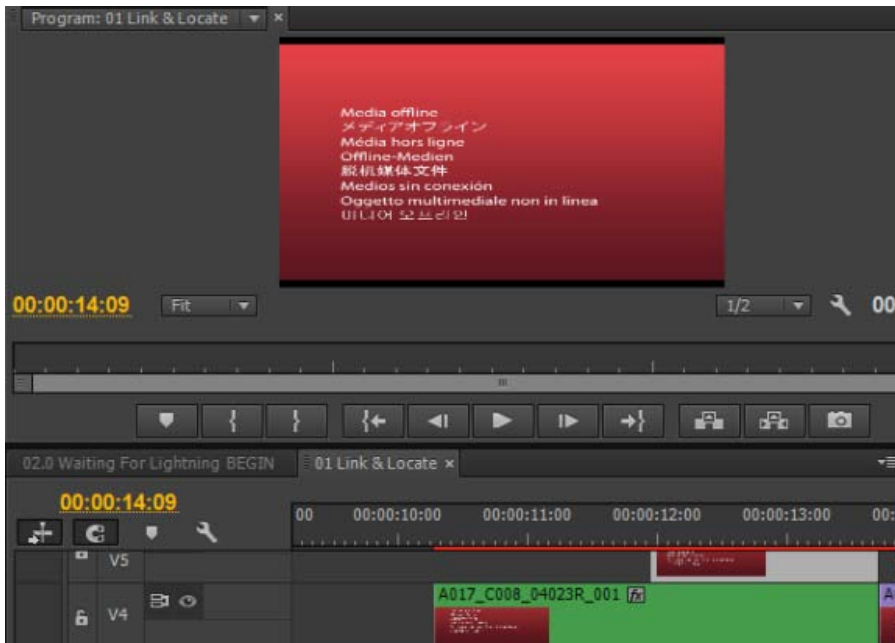 Program: 01 Link & Locate
Media offline
メディアオフライン
Média hors ligne
Offline-Medien
脱机媒体文件
Medios sin conexión
Oggetto multimediale non in linea
미디어 오프라인
00:00:14:09 Fit 1/2 00
02.0 Waiting For Lightning BEGIN 01 Link & Locate
00:00:14:09
00 00:00:10:00 00:00:11:00 00:00:12:00 00:00:13:00 00:
V5
V4 A017_C008_04023R_001 fx A